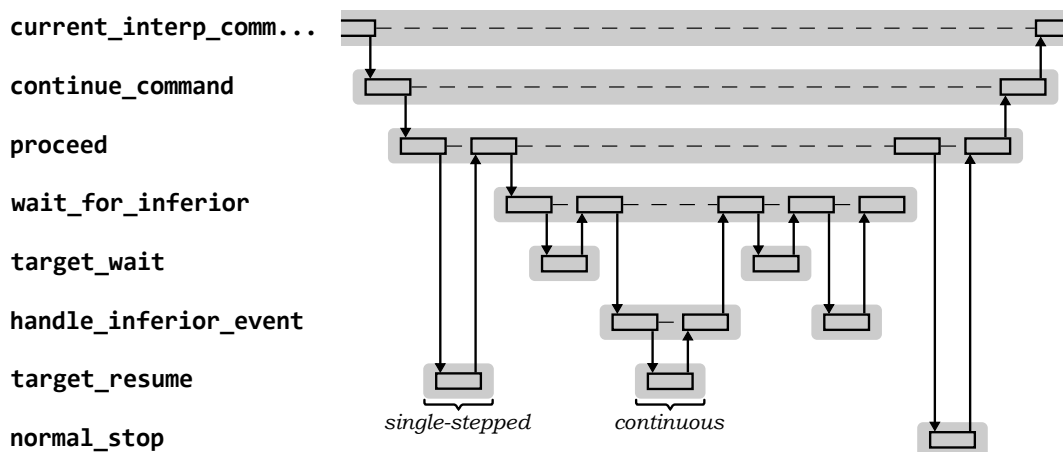 current_interp_comm...
continue_command
proceed
wait_for_inferior
target_wait
handle_inferior_event
target_resume
single-stepped
continuous
normal_stop